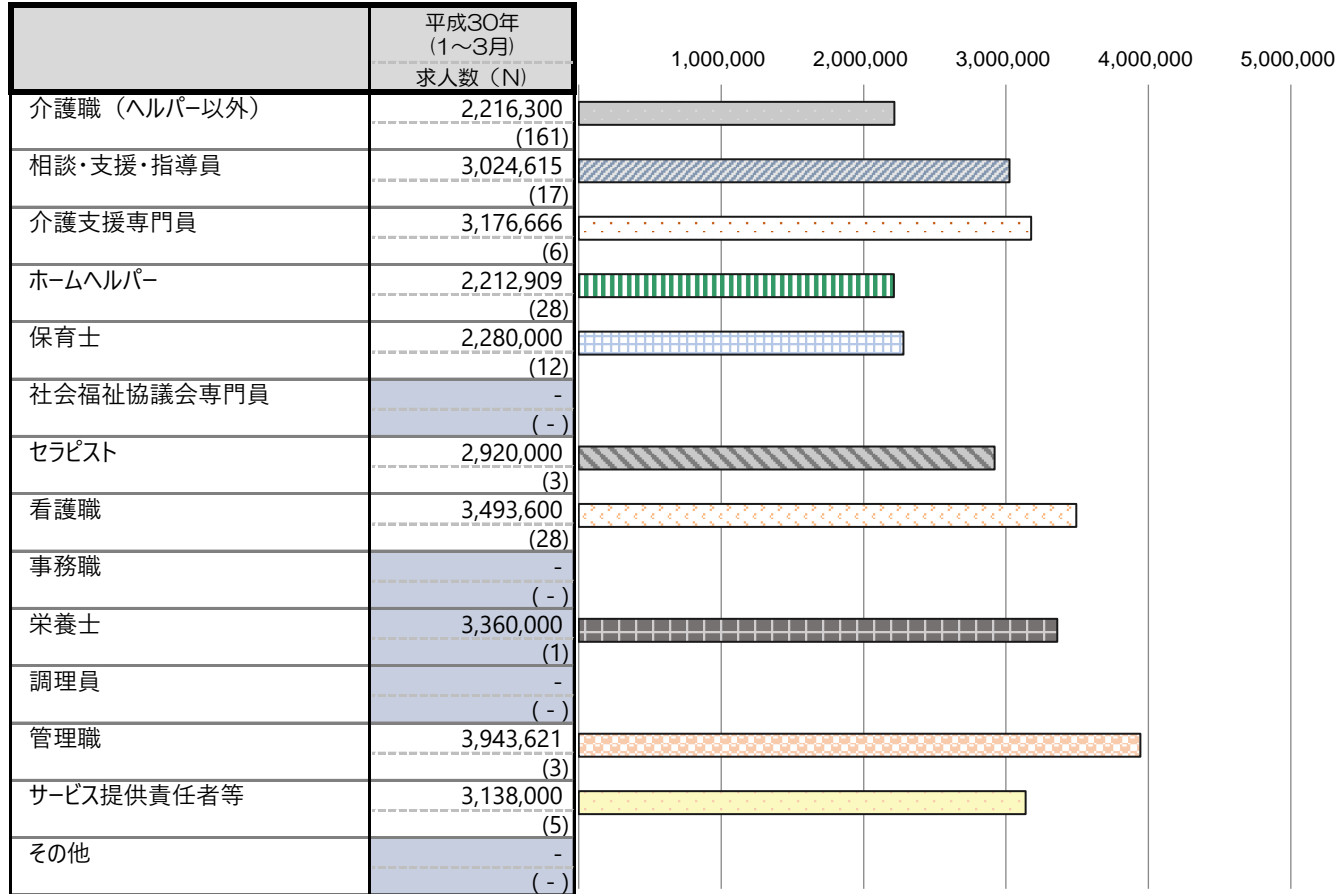 平成30年
(1～3月)
求人数（N）
1,000,000 2,000,000 3,000,000 4,000,000 5,000,000
介護職（ヘルパー以外） 2,216,300
(161)
相談・支援・指導員 3,024,615
(17)
介護支援専門員 3,176,666
(6)
ホームヘルパー 2,212,909
(28)
保育士 2,280,000
(12)
社会福祉協議会専門員 -
( - )
セラピスト 2,920,000
(3)
看護職 3,493,600
(28)
事務職 -
( - )
栄養士 3,360,000
(1)
調理員 -
( - )
管理職 3,943,621
(3)
サービス提供責任者等 3,138,000
(5)
その他 -
( - )